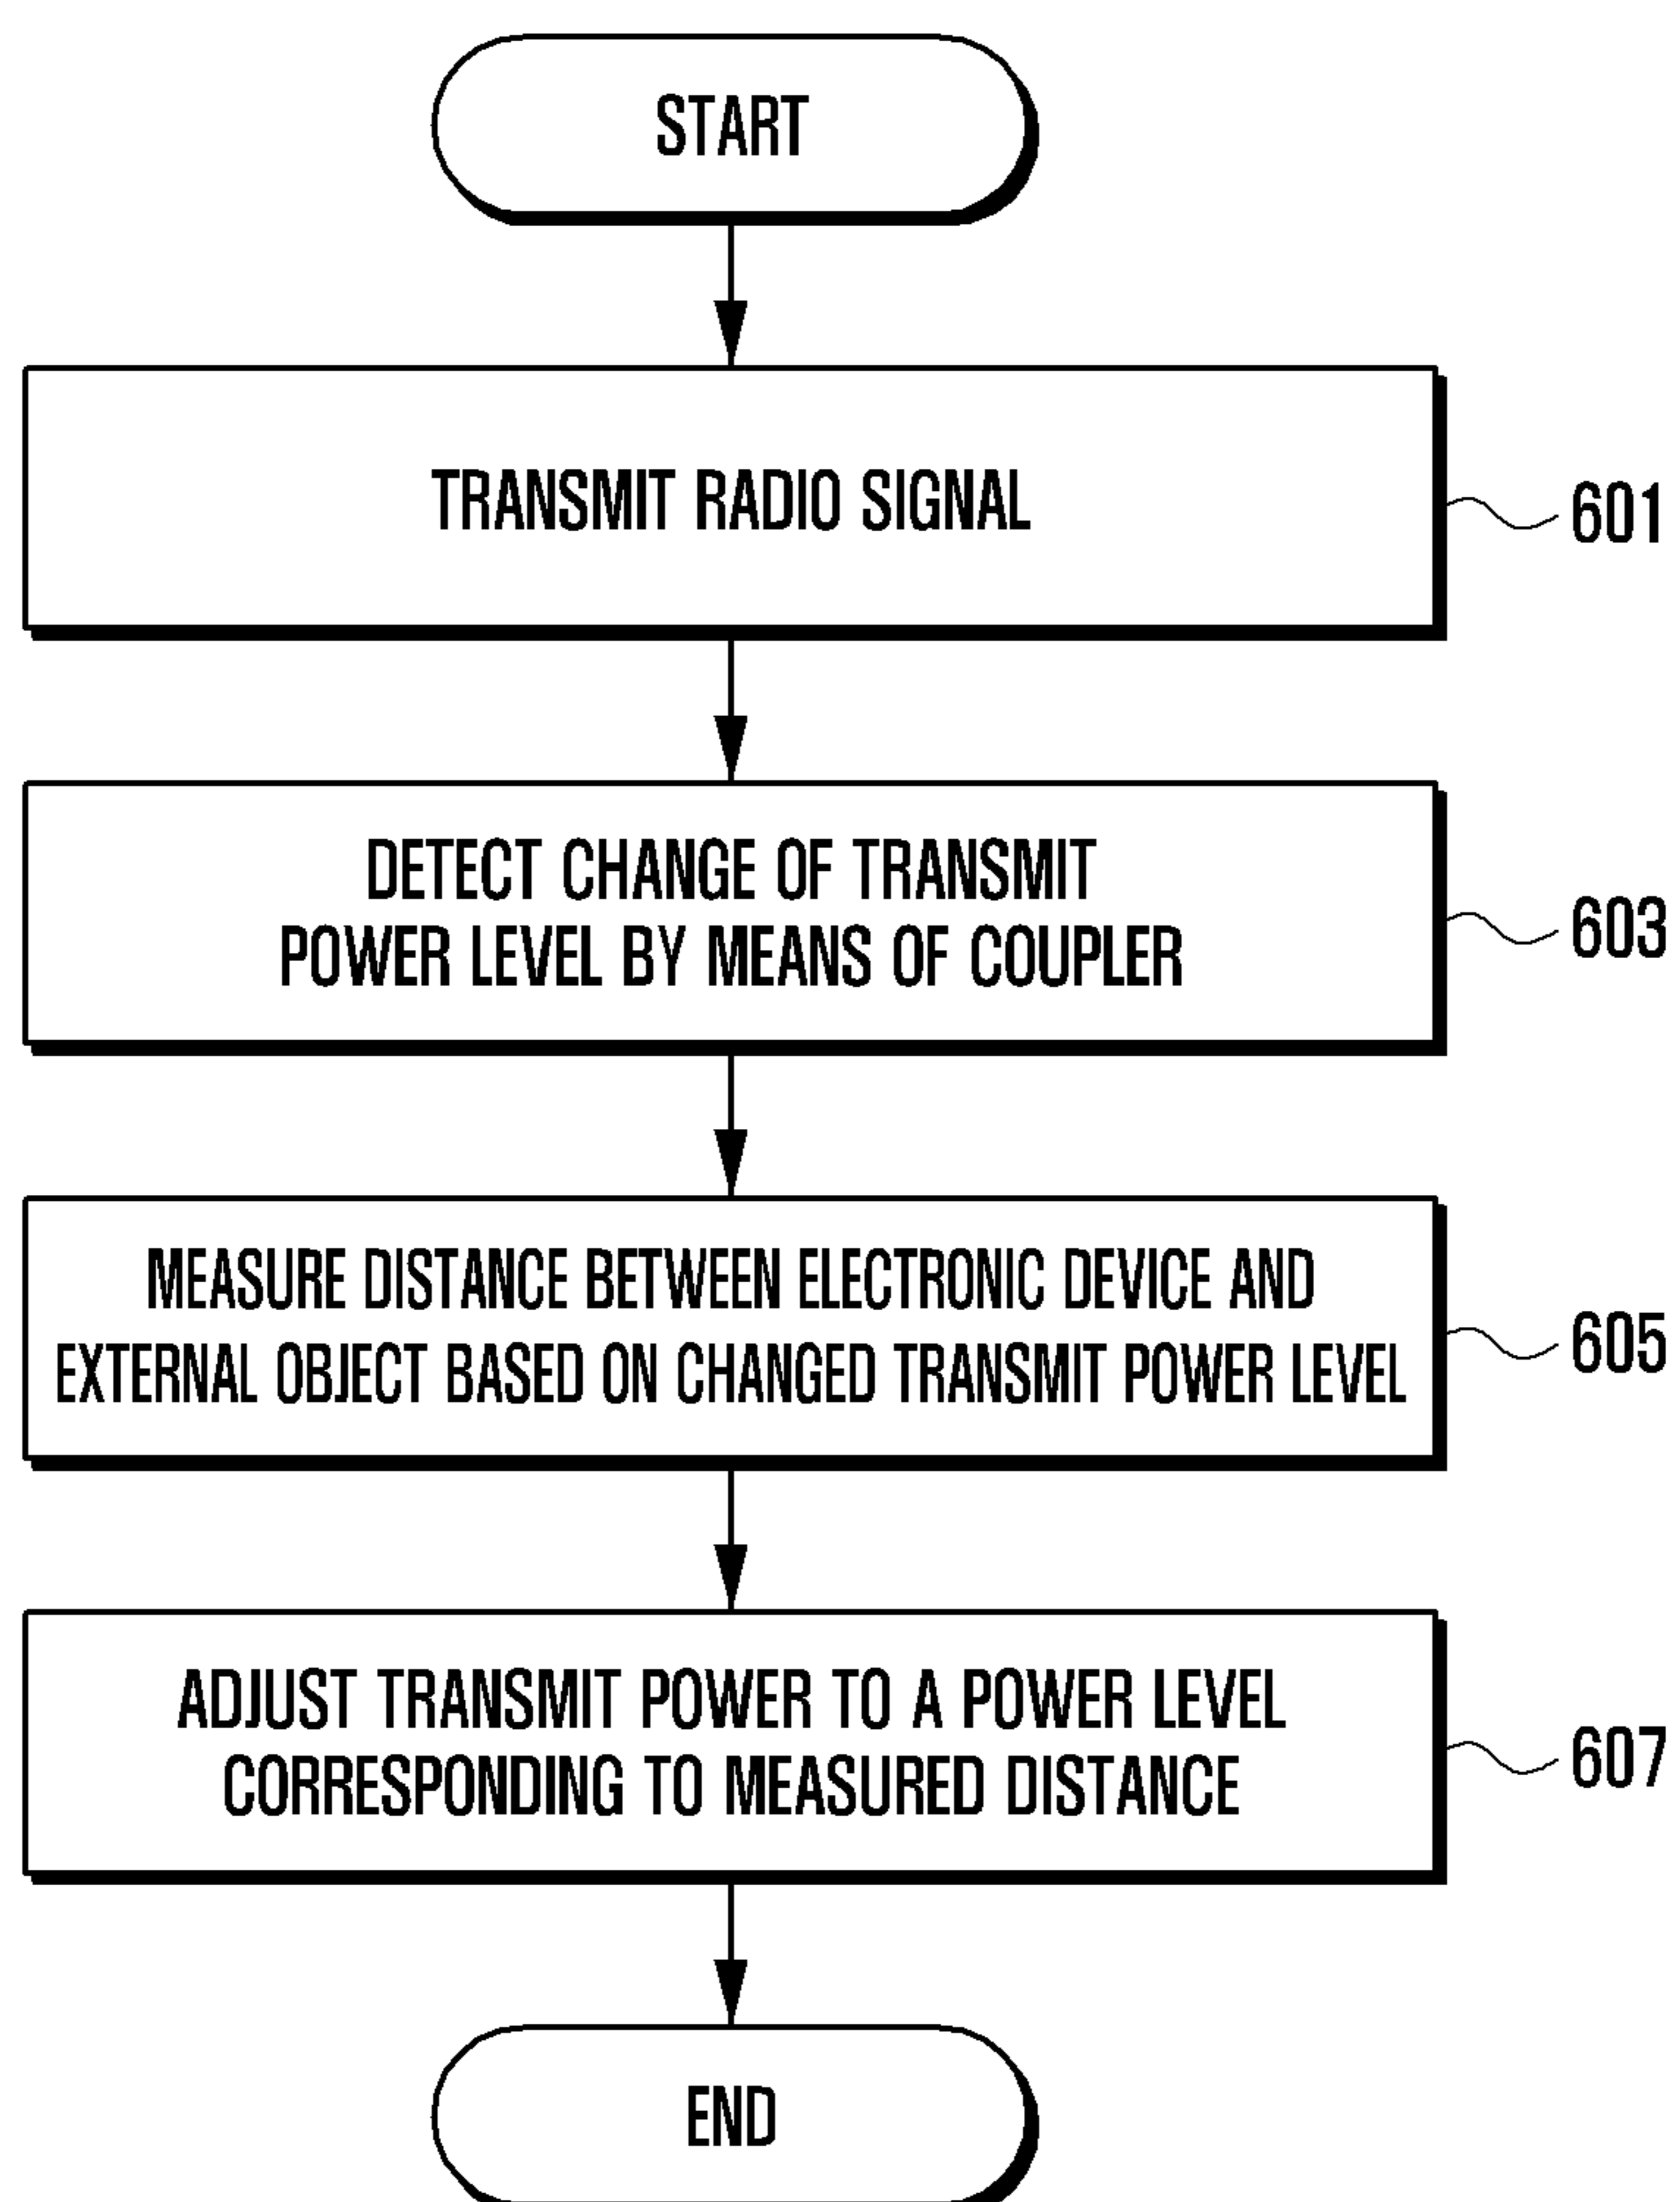 START
TRANSMIT RADIO SIGNAL
601
DETECT CHANGE OF TRANSMIT
POWER LEVEL BY MEANS OF COUPLER
603
MEASURE DISTANCE BETWEEN ELECTRONIC DEVICE AND
EXTERNAL OBJECT BASED ON CHANGED TRANSMIT POWER LEVEL
605
ADJUST TRANSMIT POWER TO A POWER LEVEL
CORRESPONDING TO MEASURED DISTANCE
607
END